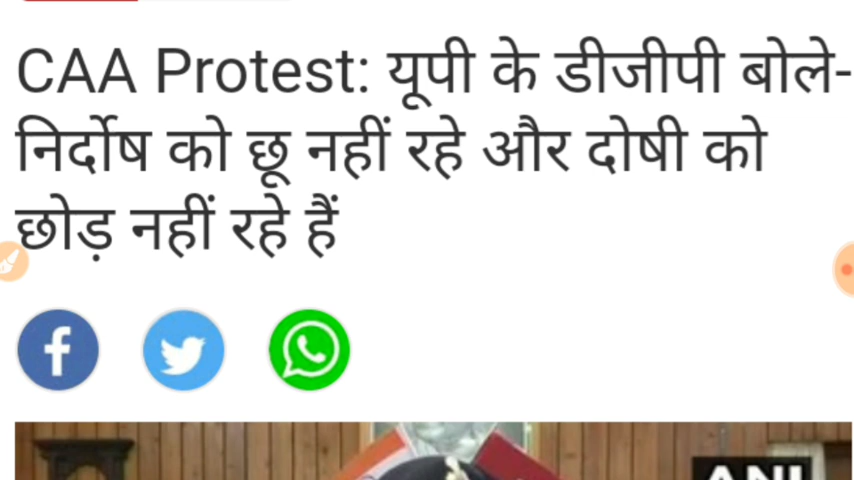 CAA Protest: यूपी के डीजीपी बोले-
निर्दोष को छू नहीं रहे और दोषी को
छोड़ नहीं रहे हैं
ANI